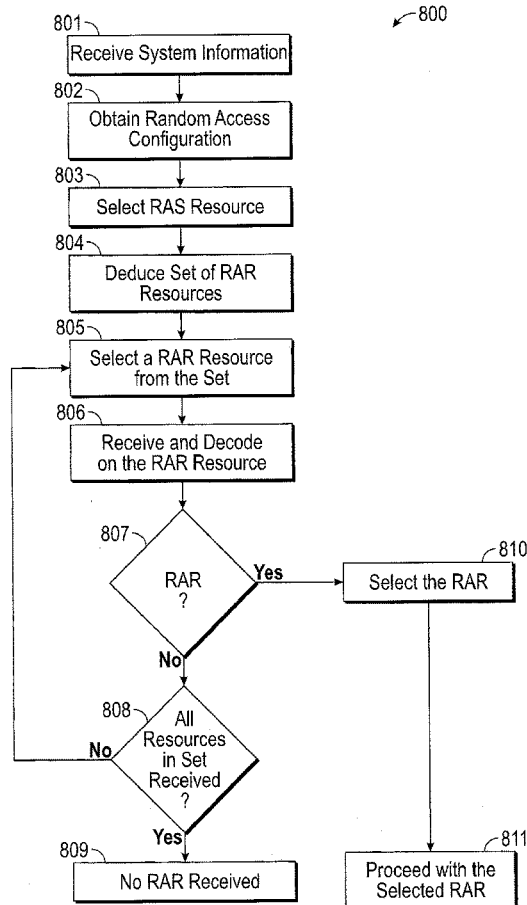 800
801
Receive System Information
802
Obtain Random Access
Configuration
803
Select RAS Resource
804
Deduce Set of RAR
Resources
805
Select a RAR Resource
from the Set
806
Receive and Decode
on the RAR Resource
807
RAR
?
Yes
810
Select the RAR
No
808
All
Resources
in Set
Received
?
No
Yes
809
No RAR Received
811
Proceed with the
Selected RAR